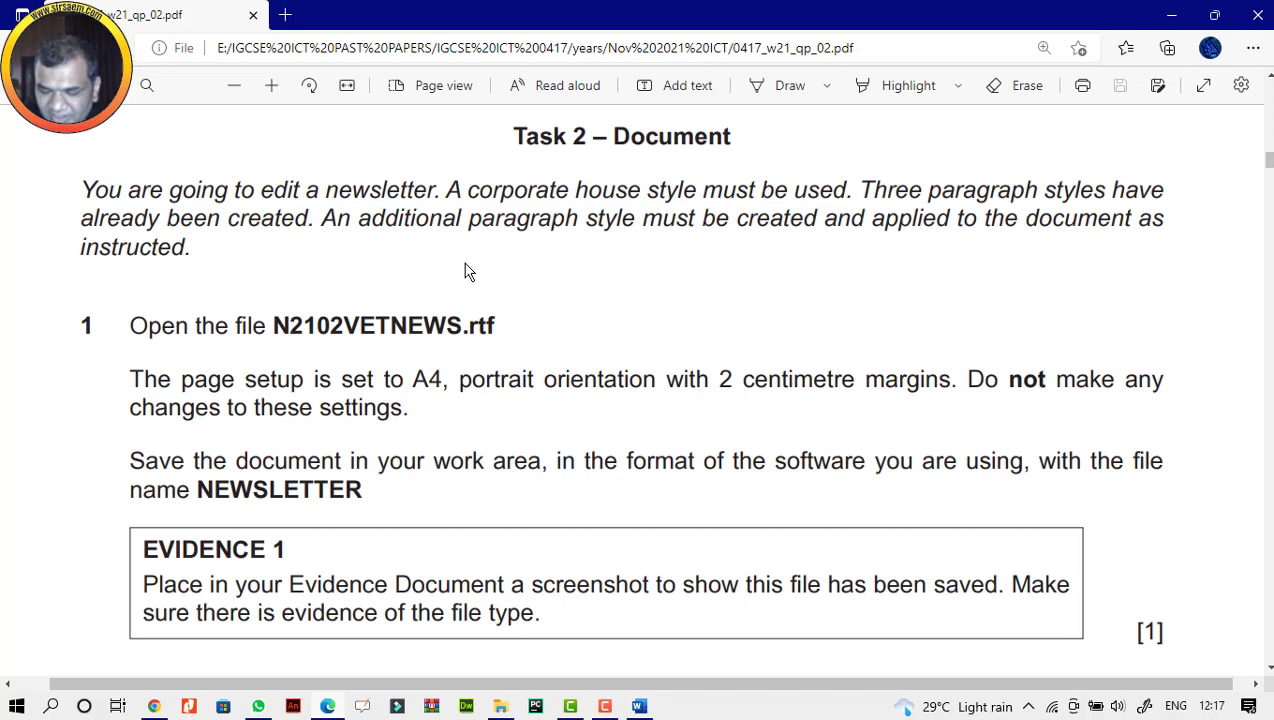 w21_qp_02.pdf
www.sirsaem.com
File E:/IGCSE%20ICT%20PAST%20PAPERS/IGCSE%20ICT%200417/years/Nov%202021%20ICT/0417_w21_qp_02.pdf
Page view Read aloud Add text Draw Highlight Erase
Task 2 – Document
You are going to edit a newsletter. A corporate house style must be used. Three paragraph styles have
already been created. An additional paragraph style must be created and applied to the document as
instructed.
1 Open the file N2102VETNEWS.rtf
The page setup is set to A4, portrait orientation with 2 centimetre margins. Do not make any
changes to these settings.
Save the document in your work area, in the format of the software you are using, with the file
name NEWSLETTER
EVIDENCE 1
Place in your Evidence Document a screenshot to show this file has been saved. Make
sure there is evidence of the file type.
[1]
An Dw PC C C W 29°C Light rain ENG 12:17